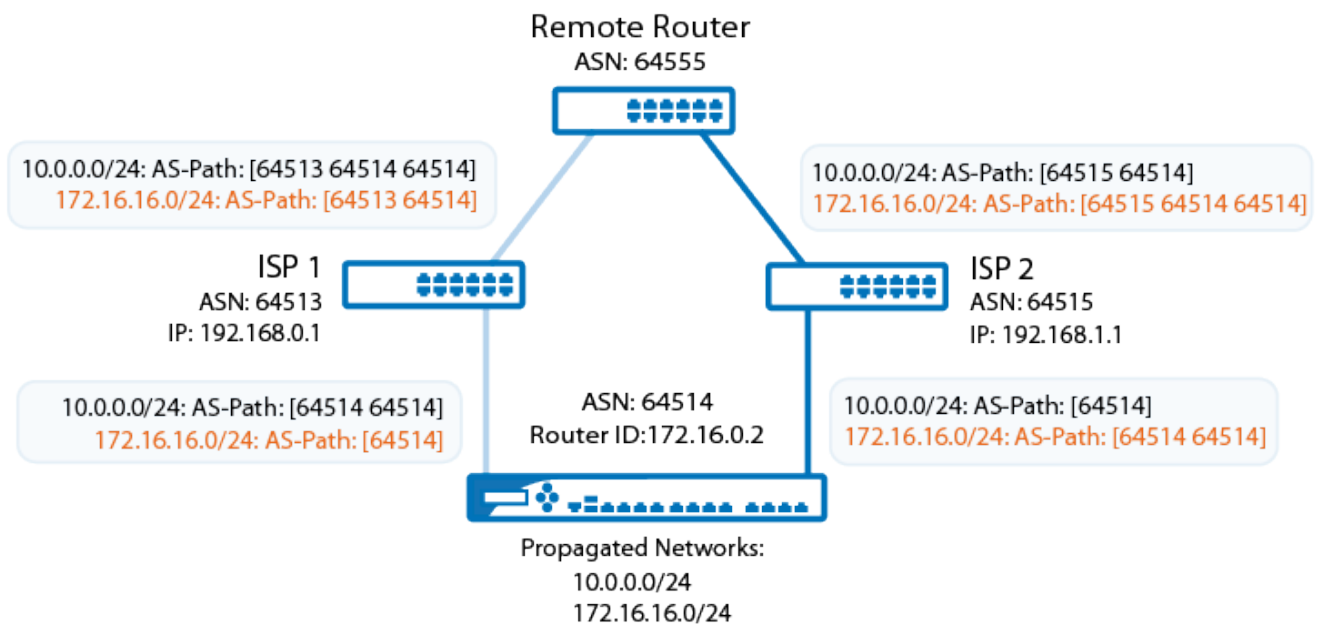 Remote Router
ASN: 64555
10.0.0.0/24: AS-Path: [64513 64514 64514]
172.16.16.0/24: AS-Path: [64513 64514]
10.0.0.0/24: AS-Path: [64515 64514]
172.16.16.0/24: AS-Path: [64515 64514 64514]
ISP 1
ASN: 64513
IP: 192.168.0.1
ISP 2
ASN: 64515
IP: 192.168.1.1
10.0.0.0/24: AS-Path: [64514 64514]
172.16.16.0/24: AS-Path: [64514]
ASN: 64514
Router ID:172.16.0.2
10.0.0.0/24: AS-Path: [64514]
172.16.16.0/24: AS-Path: [64514 64514]
Propagated Networks:
10.0.0.0/24
172.16.16.0/24